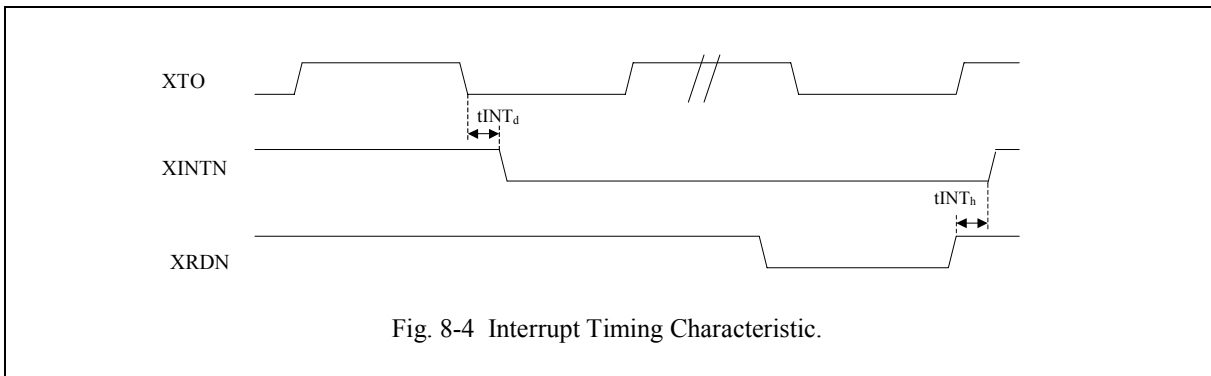 XTO
tINTd
XINTN
tINTh
XRDN
Fig. 8-4 Interrupt Timing Characteristic.